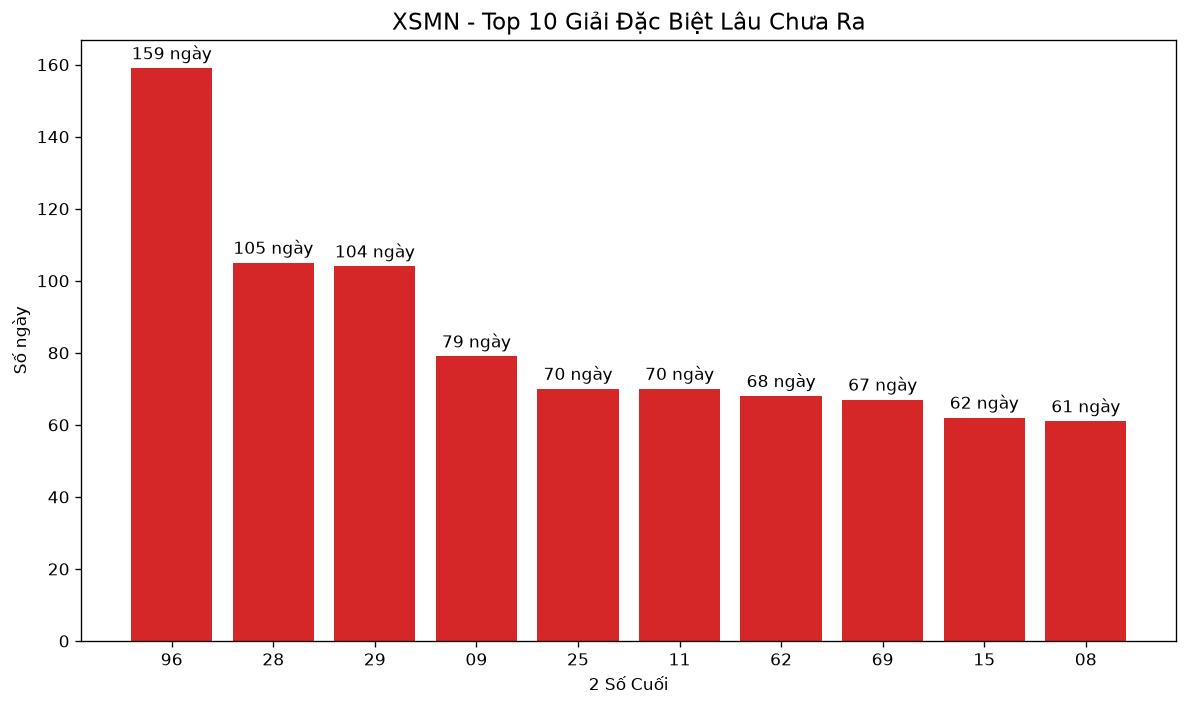 XSMN - Top 10 Giải Đặc Biệt Lâu Chưa Ra
159 ngày
105 ngày
104 ngày
79 ngày
70 ngày
70 ngày
68 ngày
67 ngày
62 ngày
61 ngày
Số ngày
160
140
120
100
80
60
40
20
0
96 28 29 09 25 11 62 69 15 08
2 Số Cuối